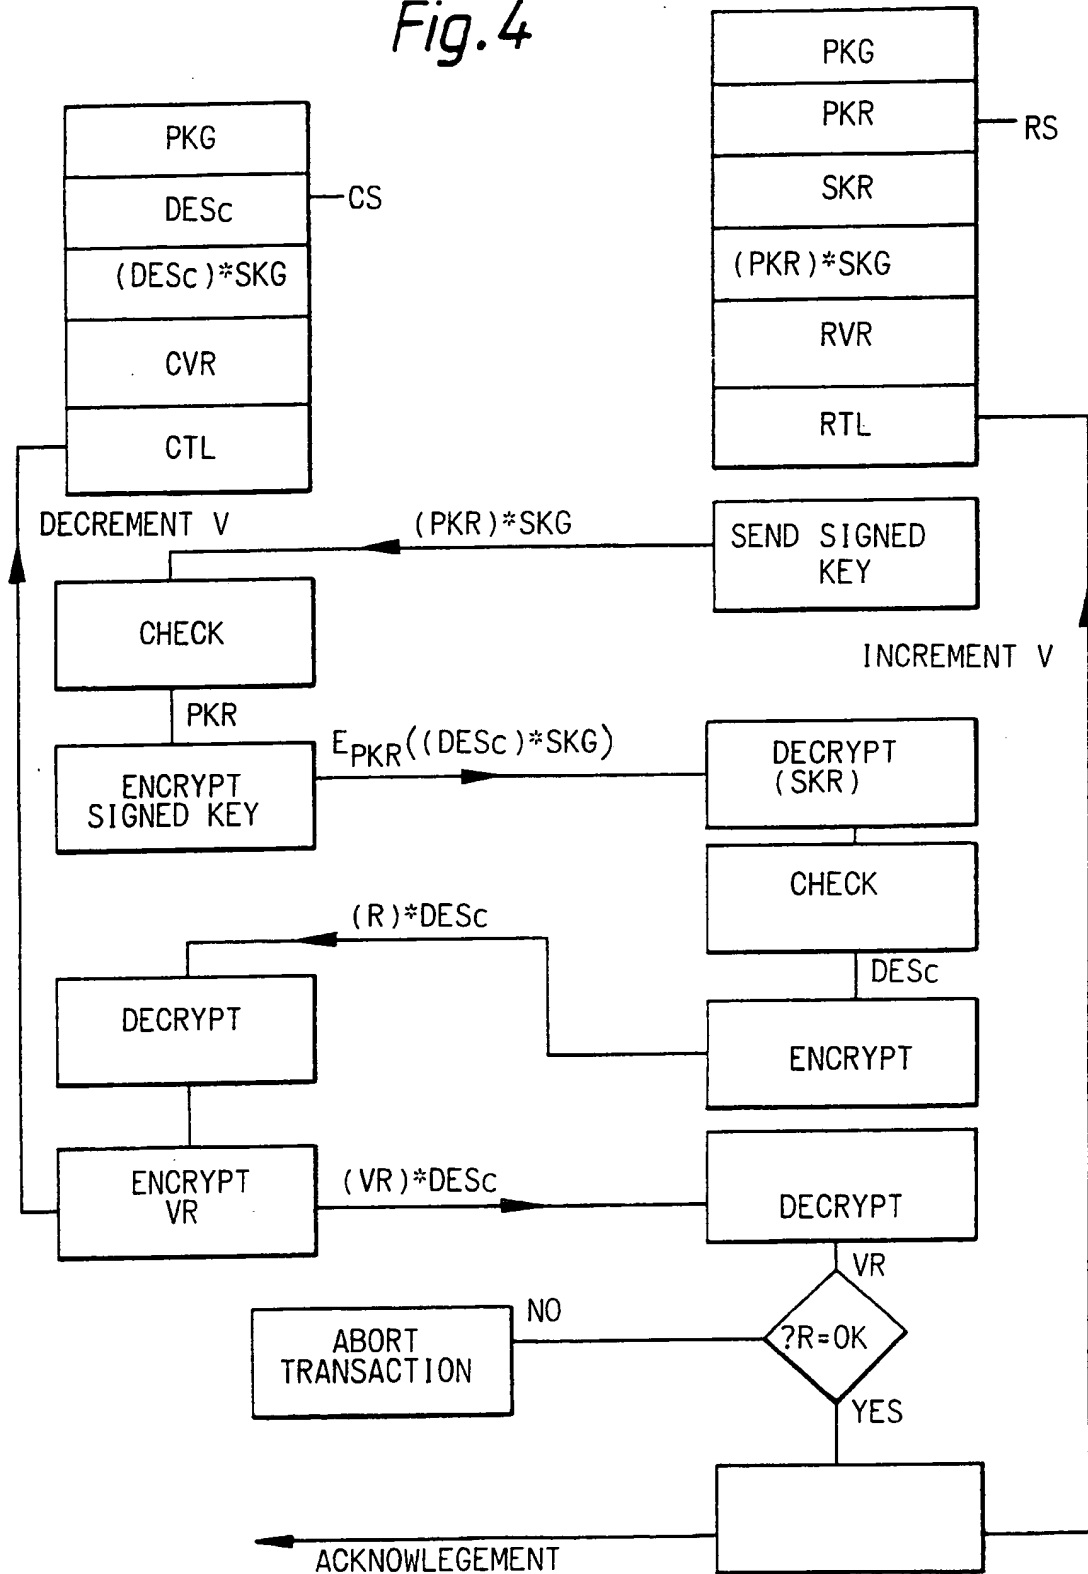 Fig.4
PKG
DESc
CS
(DESc)*SKG
CVR
CTL
PKG
PKR
RS
SKR
(PKR)*SKG
RVR
RTL
DECREMENT V
(PKR)*SKG
SEND SIGNED
KEY
CHECK
INCREMENT V
PKR
EPKR((DESc)*SKG)
ENCRYPT
SIGNED KEY
DECRYPT
(SKR)
CHECK
(R)*DESc
DESc
DECRYPT
ENCRYPT
ENCRYPT
VR
(VR)*DESc
DECRYPT
VR
NO
?R=OK
ABORT
TRANSACTION
YES
ACKNOWLEGEMENT